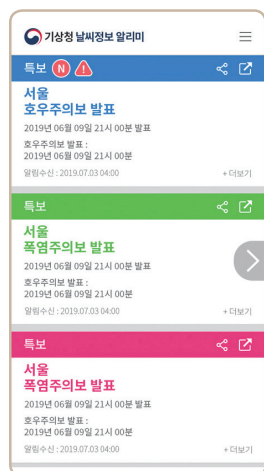 기상청 날씨정보 알리미
특보 N !
서울
호우주의보 발표
2019년 06월 09일 21시 00분 발표
호우주의보 발표 :
2019년 06월 09일 21시 00분
알림수신 : 2019.07.03 04:00 + 더보기
특보
서울
폭염주의보 발표
2019년 06월 09일 21시 00분 발표
호우주의보 발표 :
2019년 06월 09일 21시 00분
알림수신 : 2019.07.03 04:00 + 더보기
특보
서울
폭염주의보 발표
2019년 06월 09일 21시 00분 발표
호우주의보 발표 :
2019년 06월 09일 21시 00분
알림수신 : 2019.07.03 04:00 + 더보기